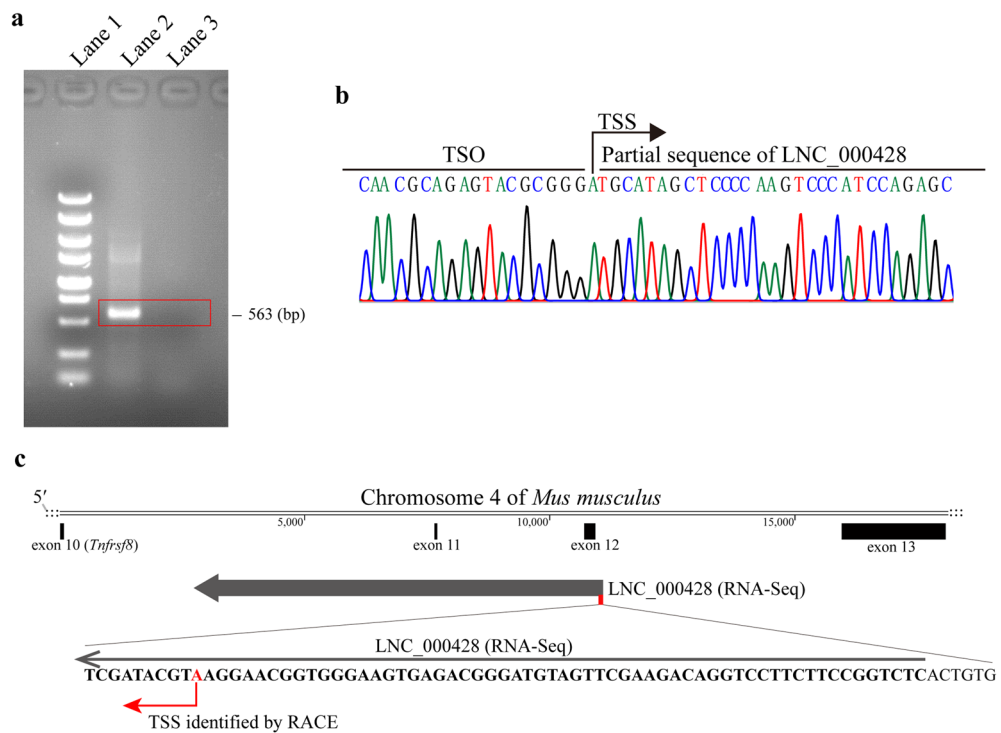 a
Lane 1
Lane 2
Lane 3
563 (bp)
b
TSS
TSO
Partial sequence of LNC_000428
CAACGCAGAGTACGCGGGATGCATAGCTCCCCAAGTCCCATCCAGAGC
c
5′
Chromosome 4 of Mus musculus
5,000
10,000
15,000
exon 10 (Tnfrsf8)
exon 11
exon 12
exon 13
LNC_000428 (RNA-Seq)
LNC_000428 (RNA-Seq)
TCGATACGTAAGGAACGGTGGGAAGTGAGACGGGATGTAGTTCGAAGACAGGTCCTTCTTCCGGTCTCACTGTG
TSS identified by RACE